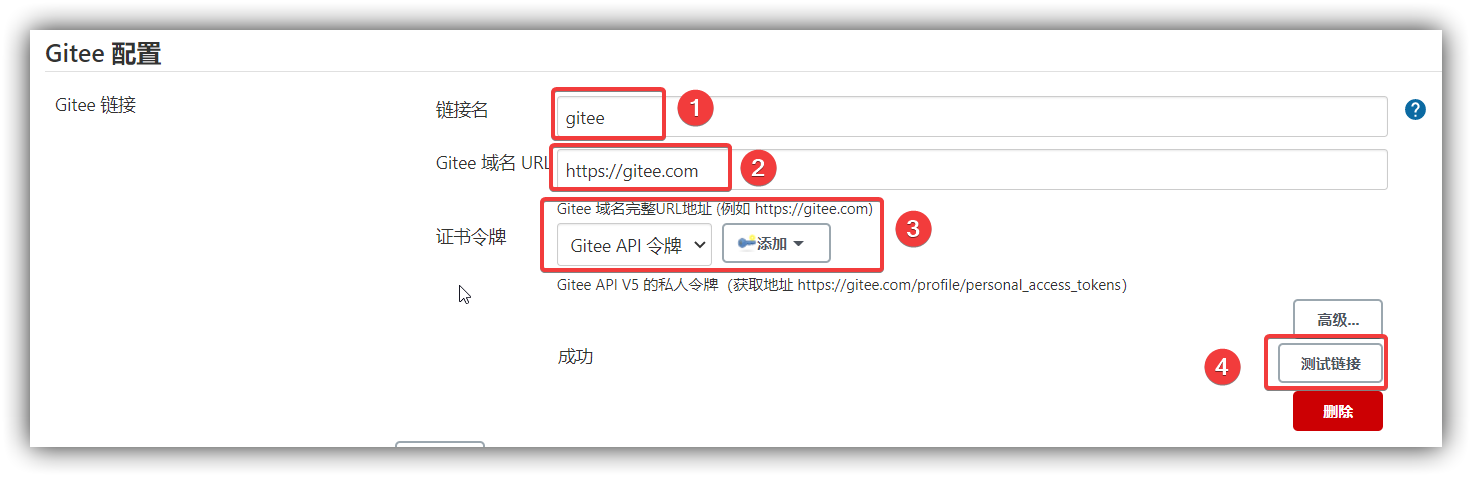 Gitee 配置
Gitee 链接
链接名
gitee
1
?
Gitee 域名 URL
https://gitee.com
2
Gitee 域名完整URL地址 (例如 https://gitee.com)
证书令牌
Gitee API 令牌
添加
3
Gitee API V5 的私人令牌（获取地址 https://gitee.com/profile/personal_access_tokens）
高级...
成功
4
测试链接
删除